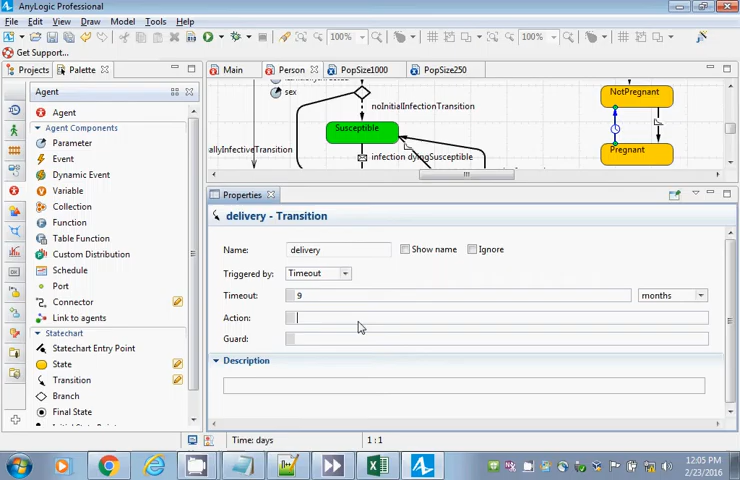 AnyLogic Professional
File Edit View Draw Model Tools Help
100%
100%
Get Support...
Projects Palette
Main Person PopSize1000 PopSize250
Agent
Agent
Agent Components
Parameter
Event
Dynamic Event
Variable
Collection
Function
Table Function
Custom Distribution
Schedule
Port
Connector
Link to agents
Statechart
Statechart Entry Point
State
Transition
Branch
Final State
sex
noInitialInfectionTransition
Susceptible
allyInfectiveTransition
infection dyingSusceptible
NotPregnant
Pregnant
Properties
delivery - Transition
Name: delivery Show name Ignore
Triggered by: Timeout
Timeout: 9 months
Action:
Guard:
Description
Time: days 1:1
12:05 PM
2/23/2016